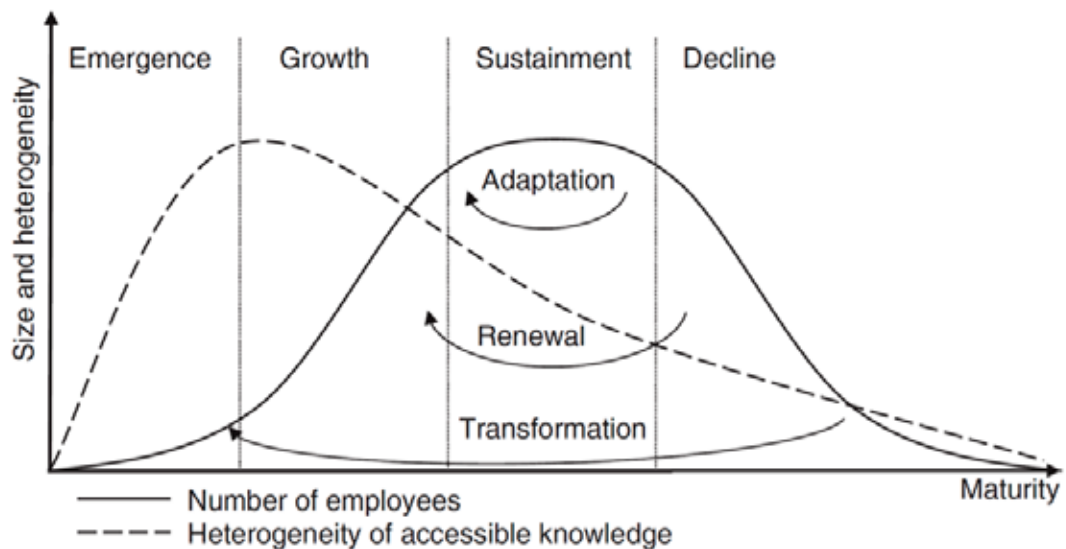 Emergence Growth Sustainment Decline
Size and heterogeneity
Adaptation
Renewal
Transformation
Maturity
Number of employees
Heterogeneity of accessible knowledge